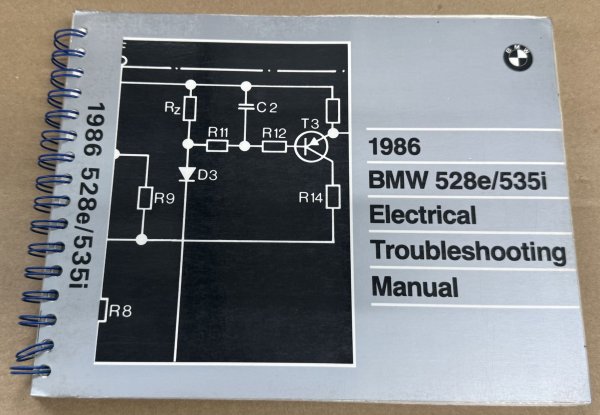 1986 528e/535i
Rz
C2
T3
R11
R12
D3
R9
R14
R8
BMW
1986
BMW 528e/535i
Electrical
Troubleshooting
Manual